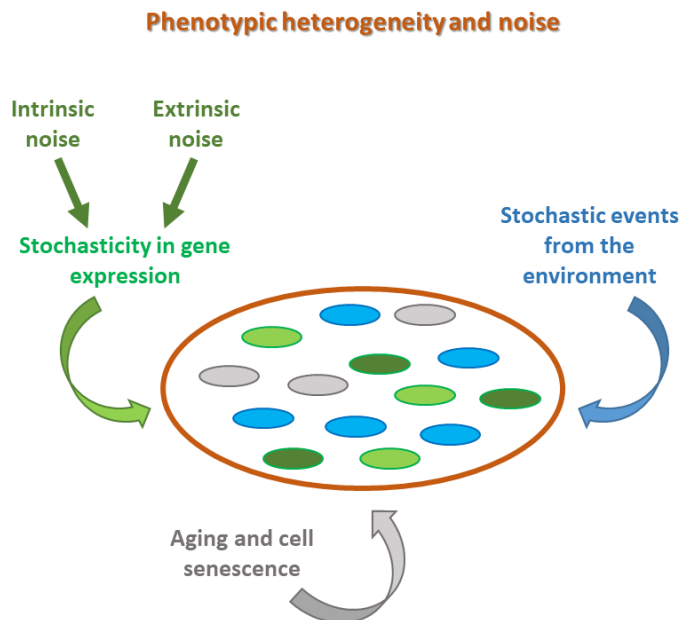 Phenotypic heterogeneity and noise
Intrinsic
noise
Extrinsic
noise
Stochasticity in gene
expression
Stochastic events
from the
environment
Aging and cell
senescence